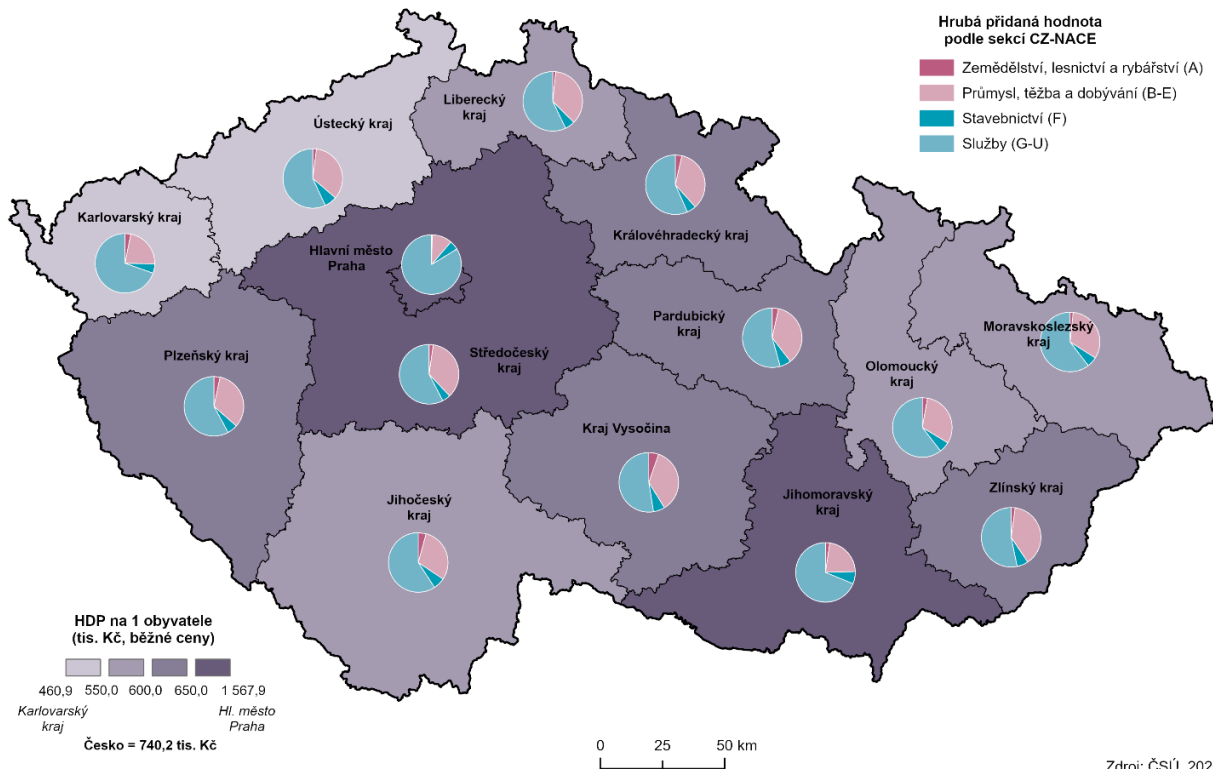 Hrubá přidaná hodnota
podle sekcí CZ-NACE
Zemědělství, lesnictví a rybářství (A)
Průmysl, těžba a dobývání (B-E)
Stavebnictví (F)
Služby (G-U)
Liberecký
kraj
Ústecký kraj
Karlovarský kraj
Královéhradecký kraj
Hlavní město
Praha
Pardubický
kraj
Moravskoslezský
kraj
Plzeňský kraj
Středočeský
kraj
Olomoucký
kraj
Kraj Vysočina
Jihočeský
kraj
Jihomoravský
kraj
Zlínský kraj
HDP na 1 obyvatele
(tis. Kč, běžné ceny)
460,9 550,0 600,0 650,0 1 567,9
Karlovarský
kraj
Hl. město
Praha
Česko = 740,2 tis. Kč
0 25 50 km
Zdroj: ČSÚ,